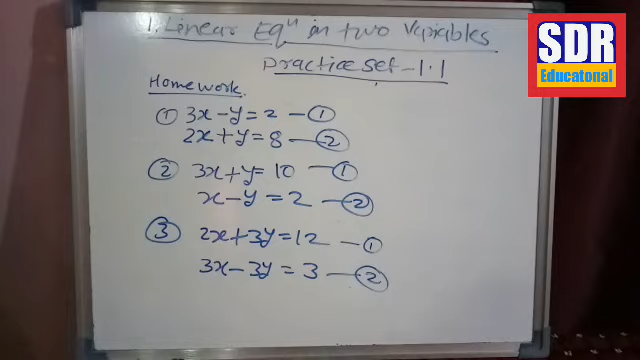 1. Linear Eqⁿ in two Variables
SDR
Educatonal
Practice set - 1.1
Homework.
① 3x - y = 2 - ①
2x + y = 8 - ②
② 3x + y = 10 - ①
x - y = 2 - ②
③ 2x + 3y = 12 - ①
3x - 3y = 3 - ②